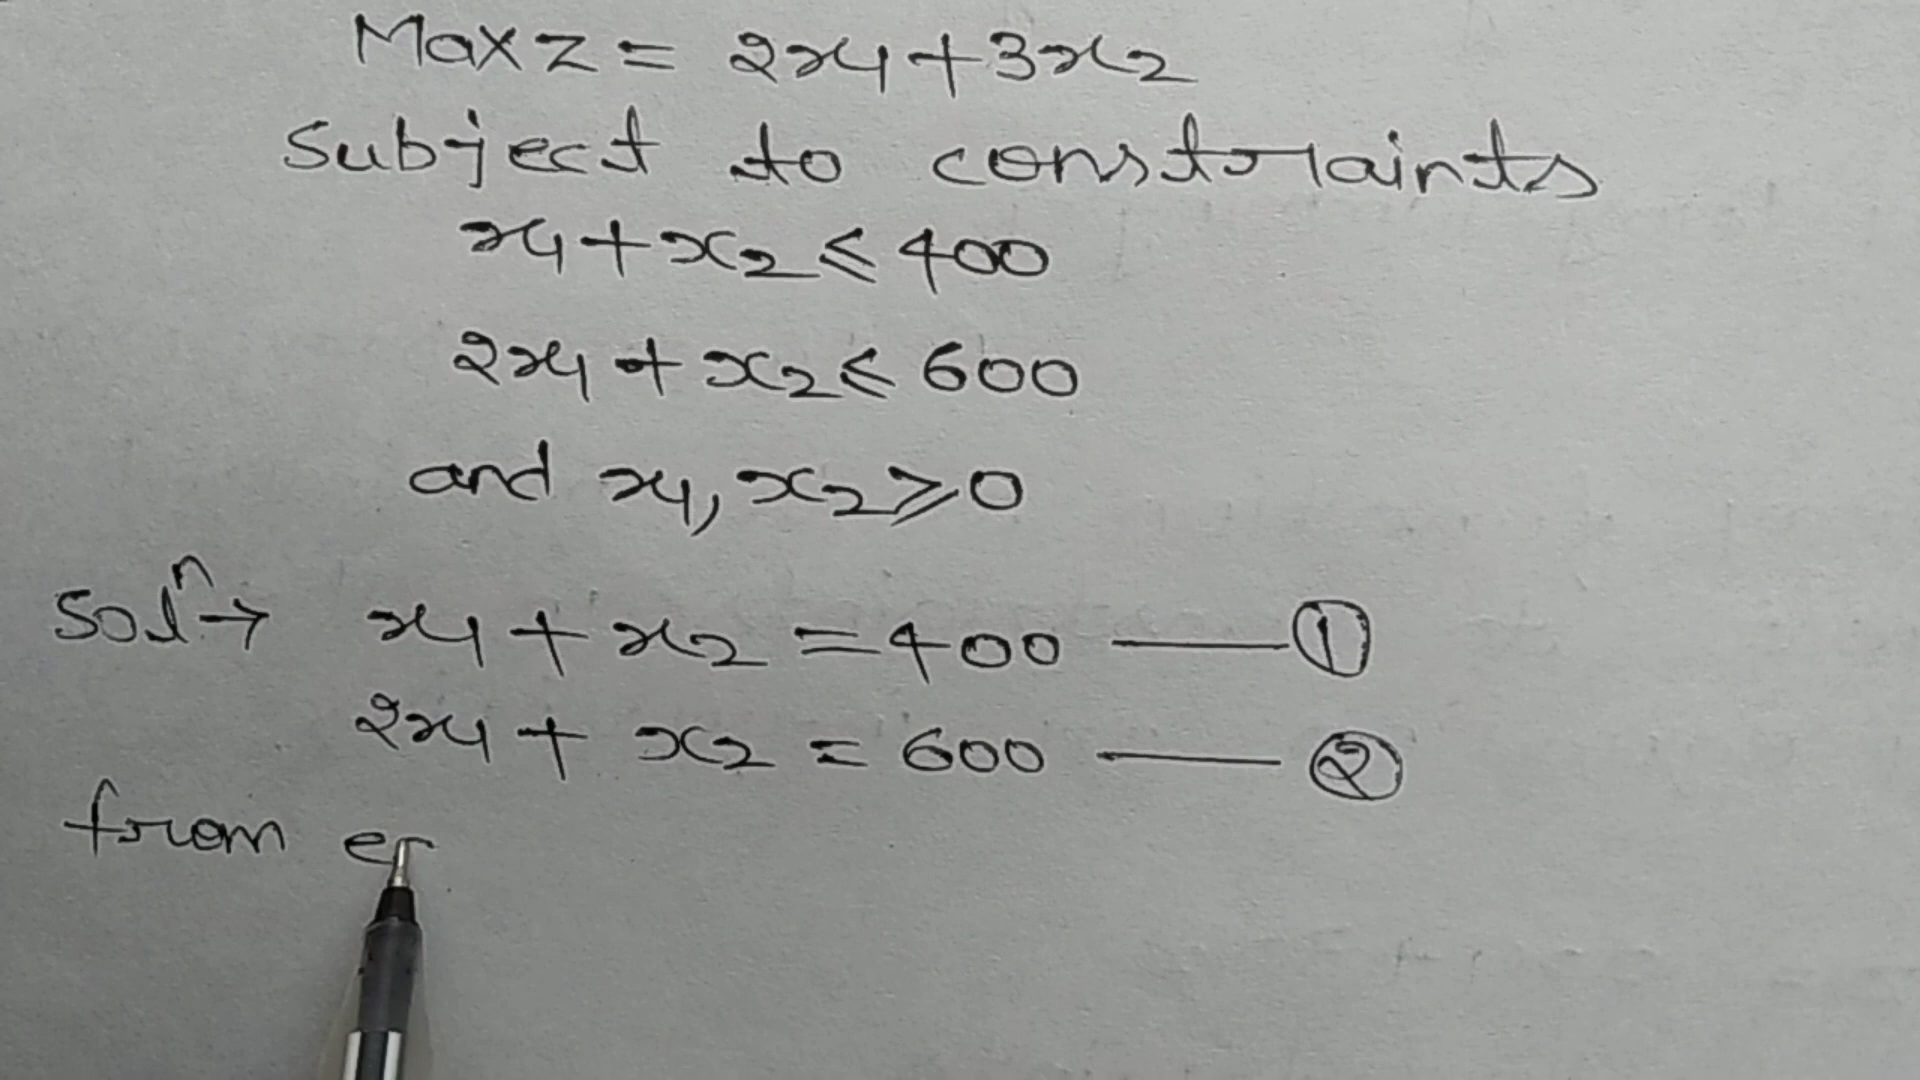 Max Z = 2x₁ + 3x₂
Subject to constraints
x₁ + x₂ ≤ 400
2x₁ + x₂ ≤ 600
and x₁, x₂ ≥ 0
Solⁿ → x₁ + x₂ = 400 — ①
2x₁ + x₂ = 600 — ②
from